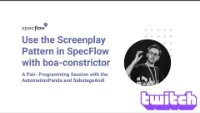 specflow
Use the Screenplay
Pattern in SpecFlow
with boa-constrictor
A Pair-Programming Session with the
AutomationPanda and SabotageAndi
twitch